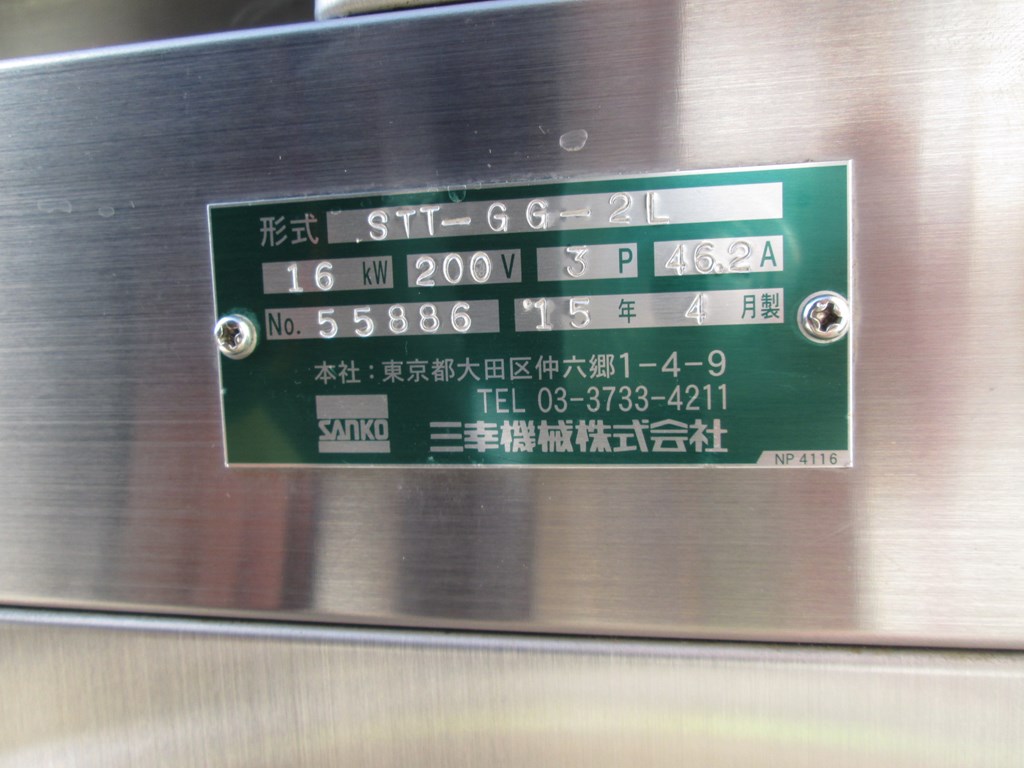 形式 STT-GG-2L
16 kW 200V 3 P 46.2A
No. 55886 '15 年 4 月製
本社：東京都大田区仲六郷1-4-9
TEL 03-3733-4211
SANKO 三幸機械株式会社
NP 4116